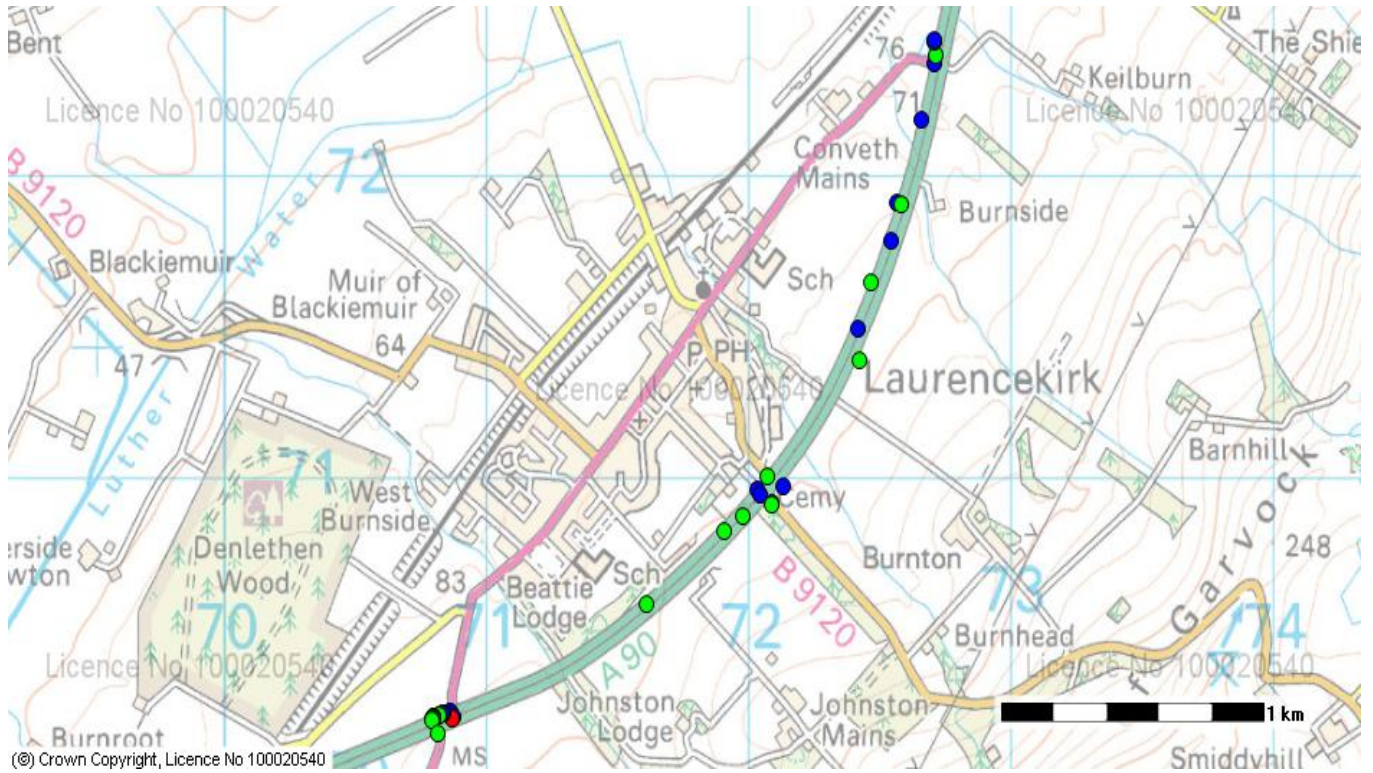 Bent
76
The Shie
Keilburn
Licence No 100020540
Licence No 100020540
71
B 9120
72
Conveth
Mains
Water
Burnside
Blackiemuir
Muir of
Blackiemuir
Sch
47
64
P PH
Laurencekirk
Licence No 100020540
Luther
Barnhill
71
West
Burnside
Cemy
Garvock
248
erside
wton
Denlethen
Wood
83
Sch
Beattie
Lodge
Burnton
B 9120
73
70
71
72
74
Burnhead
A 90
Licence No 100020540
Licence No 100020540
Johnston
Lodge
Johnston
Mains
1 km
Burnroot
MS
Smiddyhill
(©) Crown Copyright, Licence No 100020540